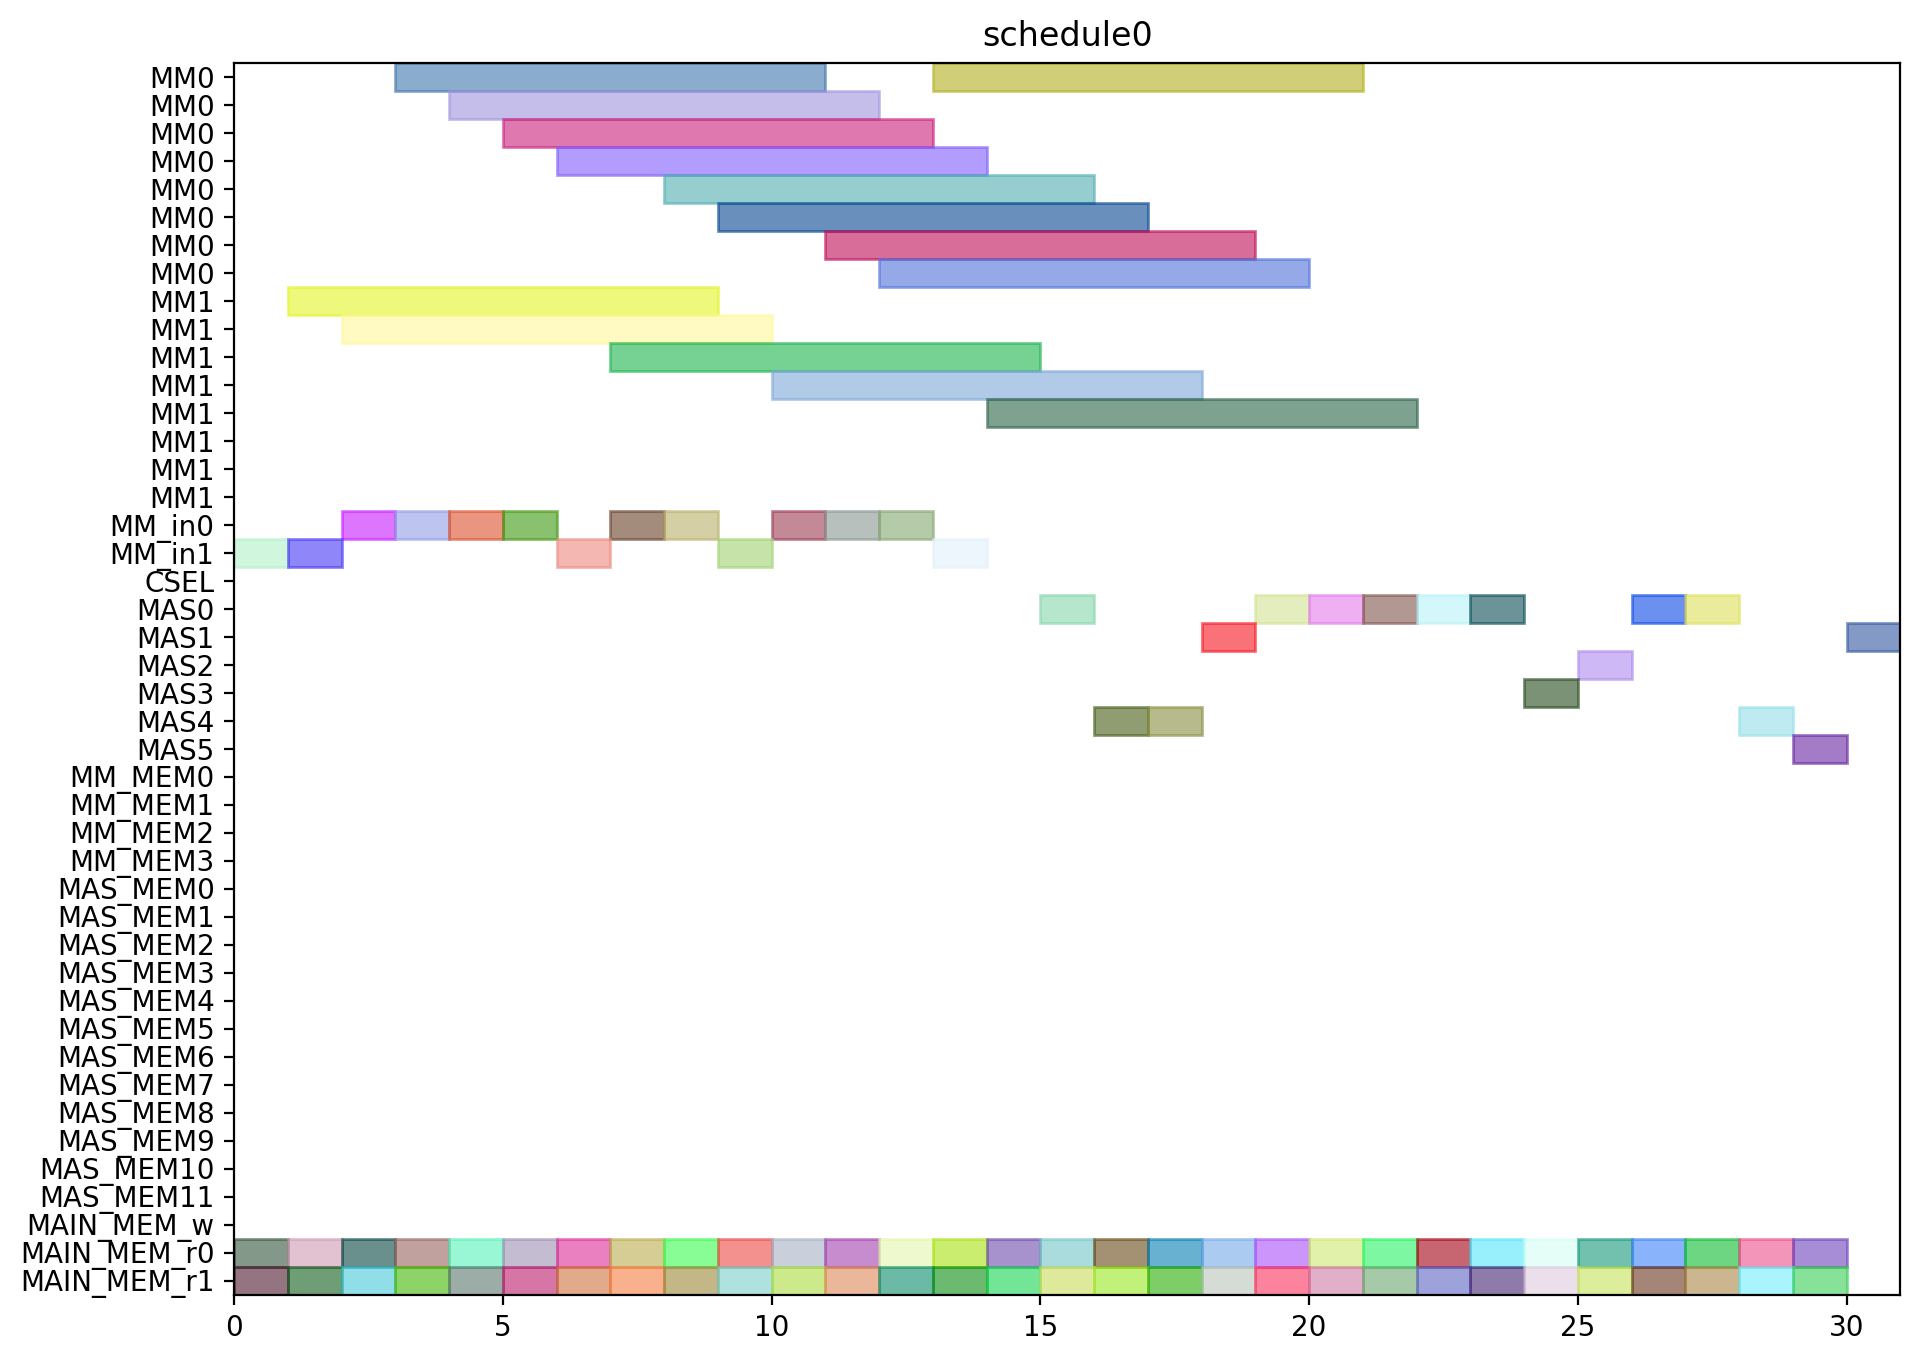 schedule0
MM0
MM0
MM0
MM0
MM0
MM0
MM0
MM0
MM1
MM1
MM1
MM1
MM1
MM1
MM1
MM1
MM_in0
MM_in1
CSEL
MAS0
MAS1
MAS2
MAS3
MAS4
MAS5
MM_MEM0
MM_MEM1
MM_MEM2
MM_MEM3
MAS_MEM0
MAS_MEM1
MAS_MEM2
MAS_MEM3
MAS_MEM4
MAS_MEM5
MAS_MEM6
MAS_MEM7
MAS_MEM8
MAS_MEM9
MAS_MEM10
MAS_MEM11
MAIN_MEM_w
MAIN_MEM_r0
MAIN_MEM_r1
0 5 10 15 20 25 30